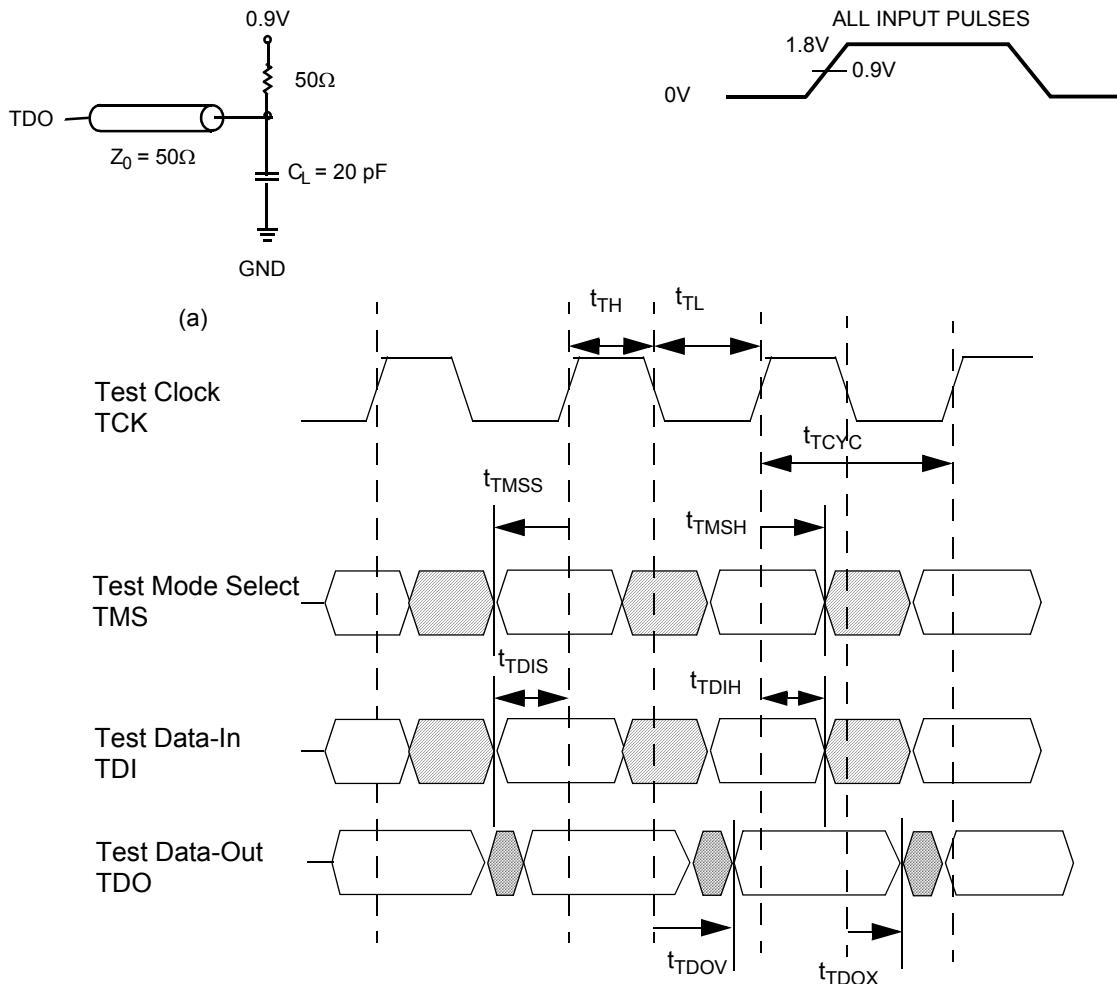 0.9V
50Ω
TDO
Z0 = 50Ω
CL = 20 pF
GND
(a)
ALL INPUT PULSES
1.8V
0.9V
0V
tTH
tTL
Test Clock
TCK
tTCYC
tTMSS
tTMSH
Test Mode Select
TMS
tTDIS
tTDIH
Test Data-In
TDI
Test Data-Out
TDO
tTDOV
tTDOX